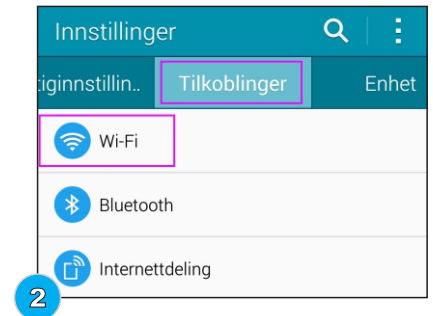 Innstillinger
tiginnstillin.. Tilkoblinger Enhet
Wi-Fi
Bluetooth
Internettdeling
2